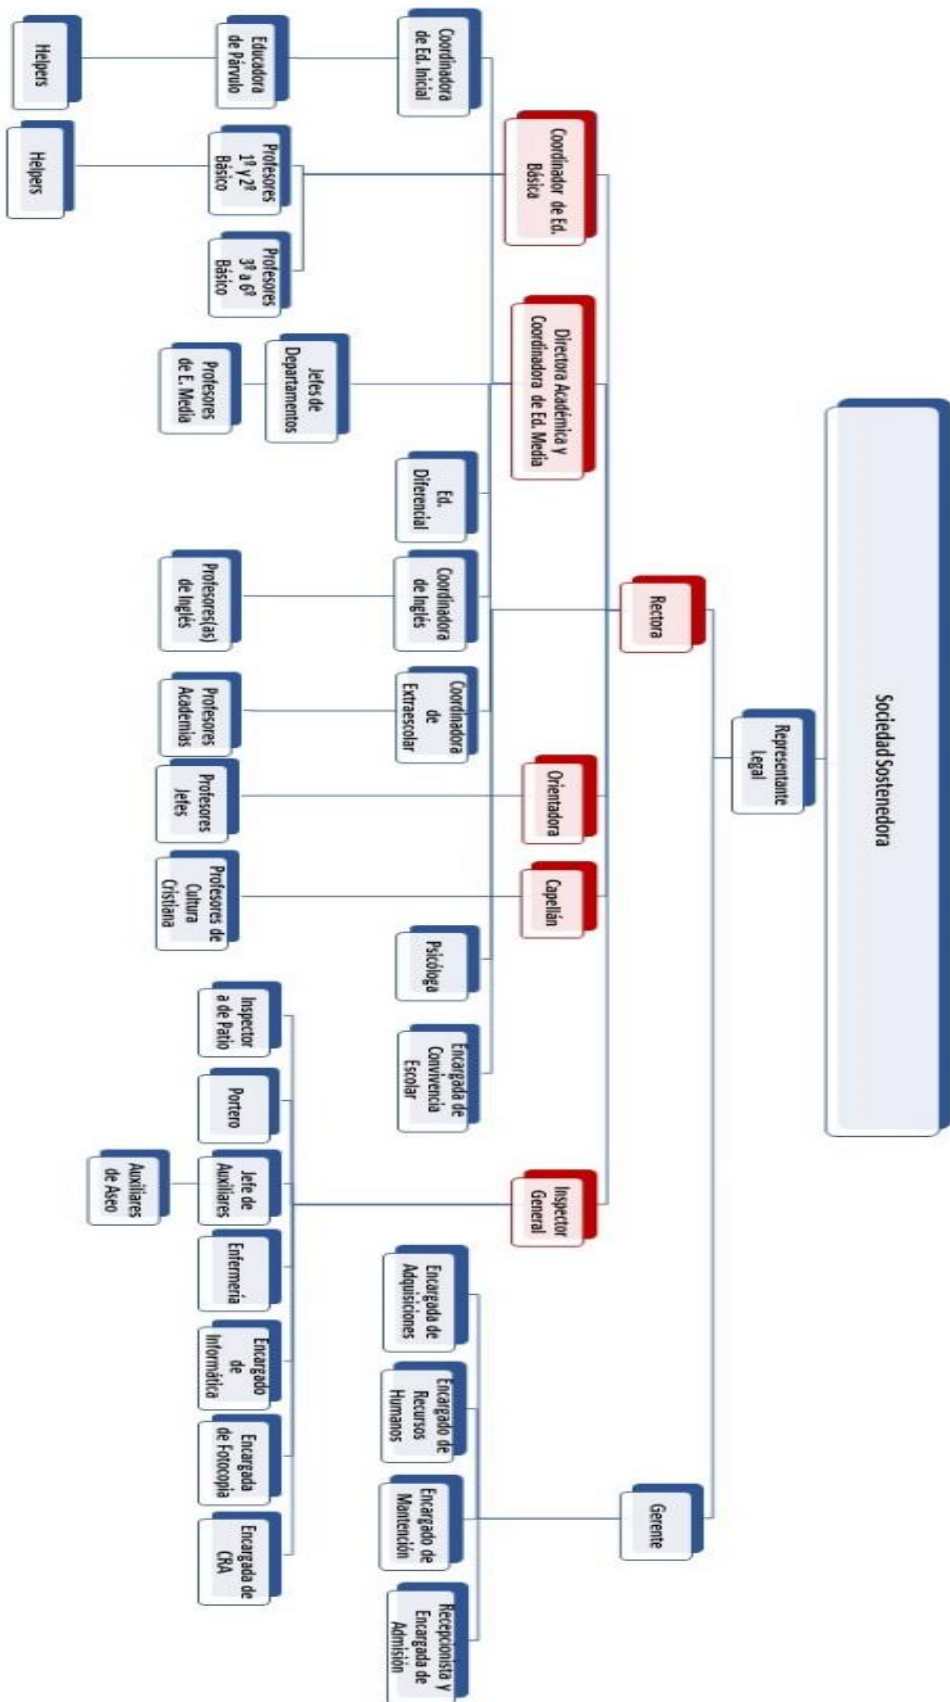 Sociedad Sostenedora
Representante
Legal
Rectora
Gerente
Coordinador de Ed.
Básica
Directora Académica y
Coordinadora de Ed. Media
Orientadora
Capellán
Inspector
General
Coordinadora
de Ed. Inicial
Ed.
Diferencial
Coordinadora
de Inglés
Coordinadora
de
Extraescolar
Psicóloga
Encargada de
Convivencia
Escolar
Encargada de
Adquisiciones
Encargado de
Recursos
Humanos
Encargado de
Mantención
Recepcionista y
Encargada de
Admisión
Educadora
de Párvulo
Profesores
1º y 2º
Básico
Profesores
3º a 6º
Básico
Jefes de
Departamentos
Profesores
de E. Media
Profesores(as)
de Inglés
Profesores
Academias
Profesores
Jefes
Profesores de
Cultura
Cristiana
Inspector
a de Patio
Portero
Jefe de
Auxiliares
Enfermería
Encargado
de
Informática
Encargada
de Fotocopia
Encargada de
CRA
Helpers
Helpers
Auxiliares
de Aseo